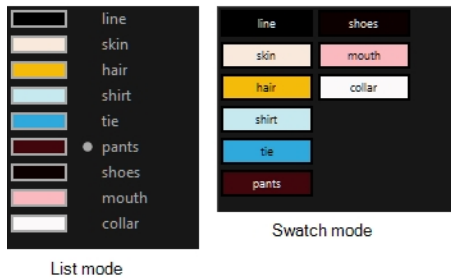 line
skin
hair
shirt
tie
pants
shoes
mouth
collar
List mode
line shoes
skin mouth
hair collar
shirt
tie
pants
Swatch mode